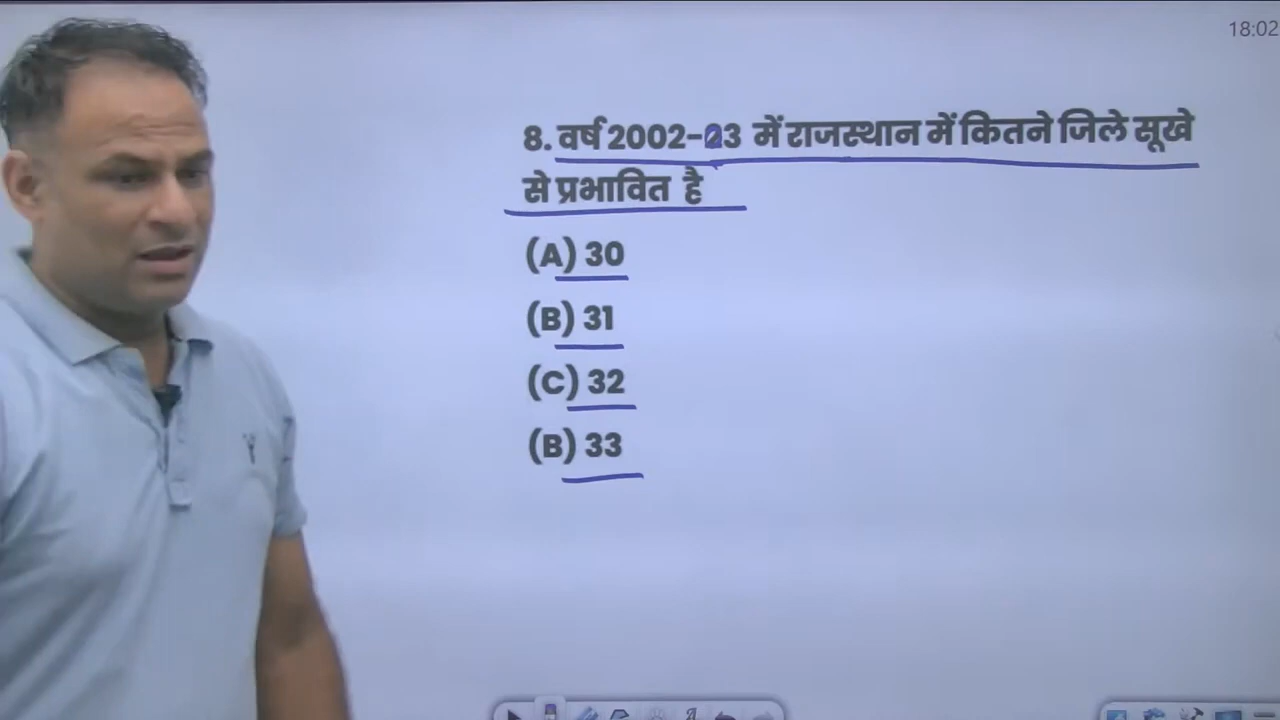 18:02
8. वर्ष 2002-03 में राजस्थान में कितने जिले सूखे
से प्रभावित है
(A) 30
(B) 31
(C) 32
(B) 33